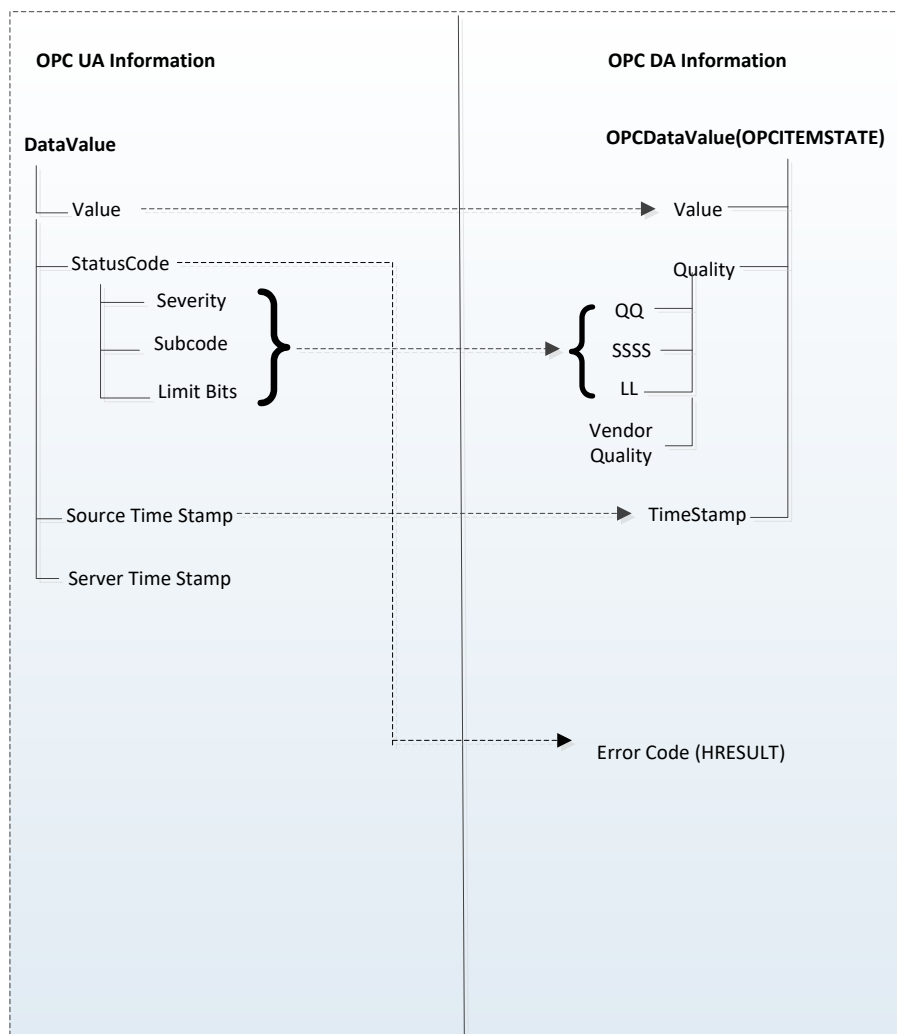 OPC UA Information
OPC DA Information
DataValue
OPCDataValue(OPCITEMSTATE)
Value
Value
StatusCode
Quality
Severity
QQ
Subcode
SSSS
Limit Bits
LL
Vendor
Quality
Source Time Stamp
TimeStamp
Server Time Stamp
Error Code (HRESULT)